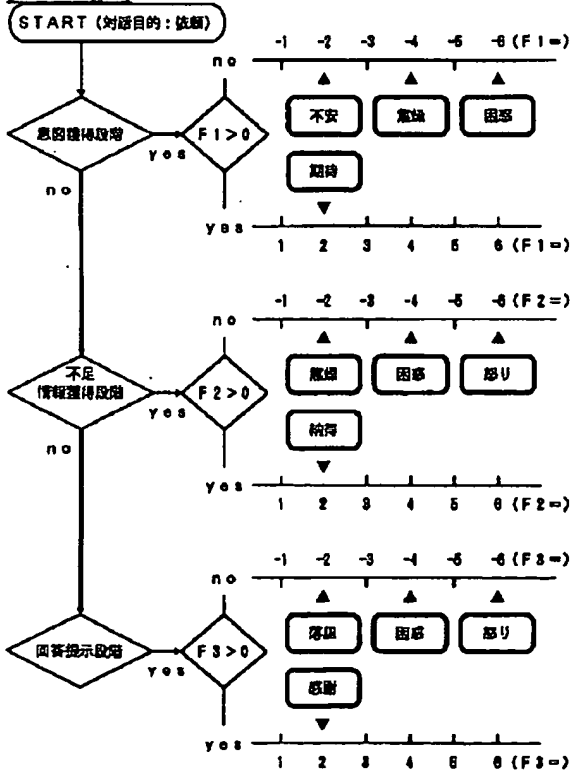 START (対話目的:依頼)
no
-1 -2 -3 -4 -5 -6 (F1=)
不安 焦燥 困惑
意図獲得段階
yes
F1>0
期待
no
yes
1 2 3 4 5 6 (F1=)
-1 -2 -3 -4 -5 -6 (F2=)
no
焦燥 困惑 怒り
不足
情報獲得段階
yes
F2>0
納得
no
yes
1 2 3 4 5 6 (F2=)
-1 -2 -3 -4 -5 -6 (F3=)
no
落胆 困惑 怒り
回答提示段階
yes
F3>0
感謝
yes
1 2 3 4 5 6 (F3=)